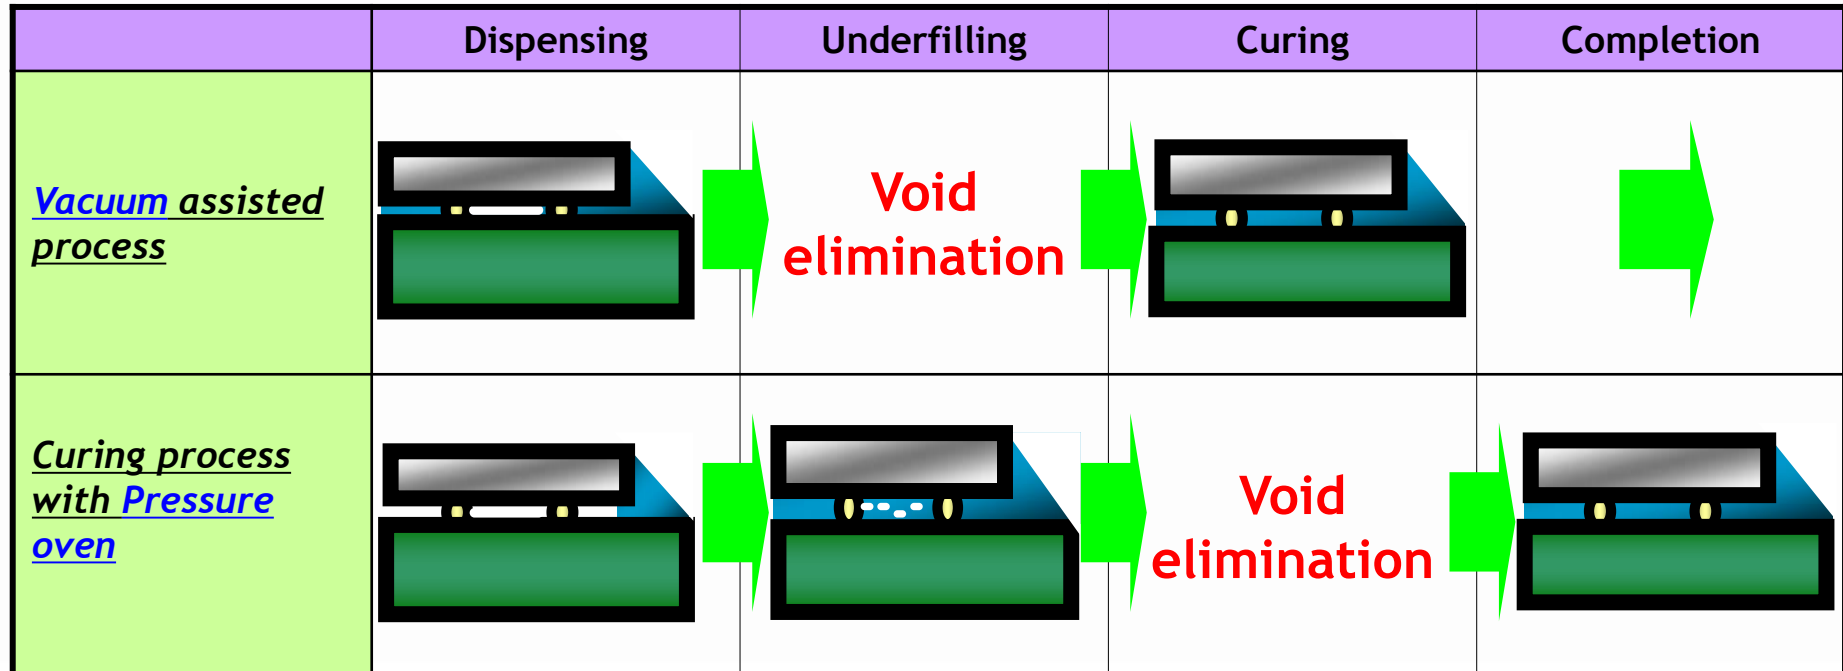 Dispensing
Underfilling
Curing
Completion
Vacuum assisted
process
Void
elimination
Curing process
with Pressure
oven
Void
elimination